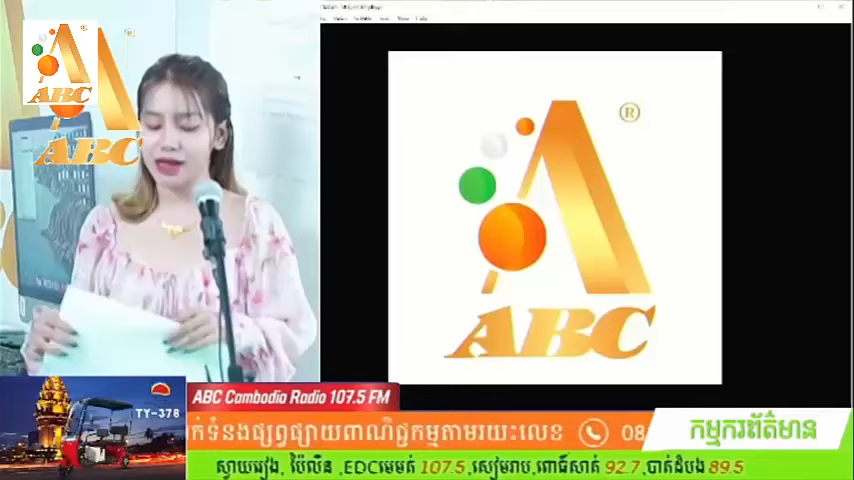 ABC
ABC
®
®
ABC
TY-378
ABC Cambodia Radio 107.5 FM
ក់ទំនងផ្សព្វផ្សាយពាណិជ្ជកម្មតាមរយៈលេខ 08
កម្មករព័ត៌មាន
ស្វាយរៀង, ប៉ៃលិន ,EDCមេមត់ 107.5 ,សៀមរាប,ពោធិ៍សាត់ 92.7 ,បាត់ដំបង 89.5